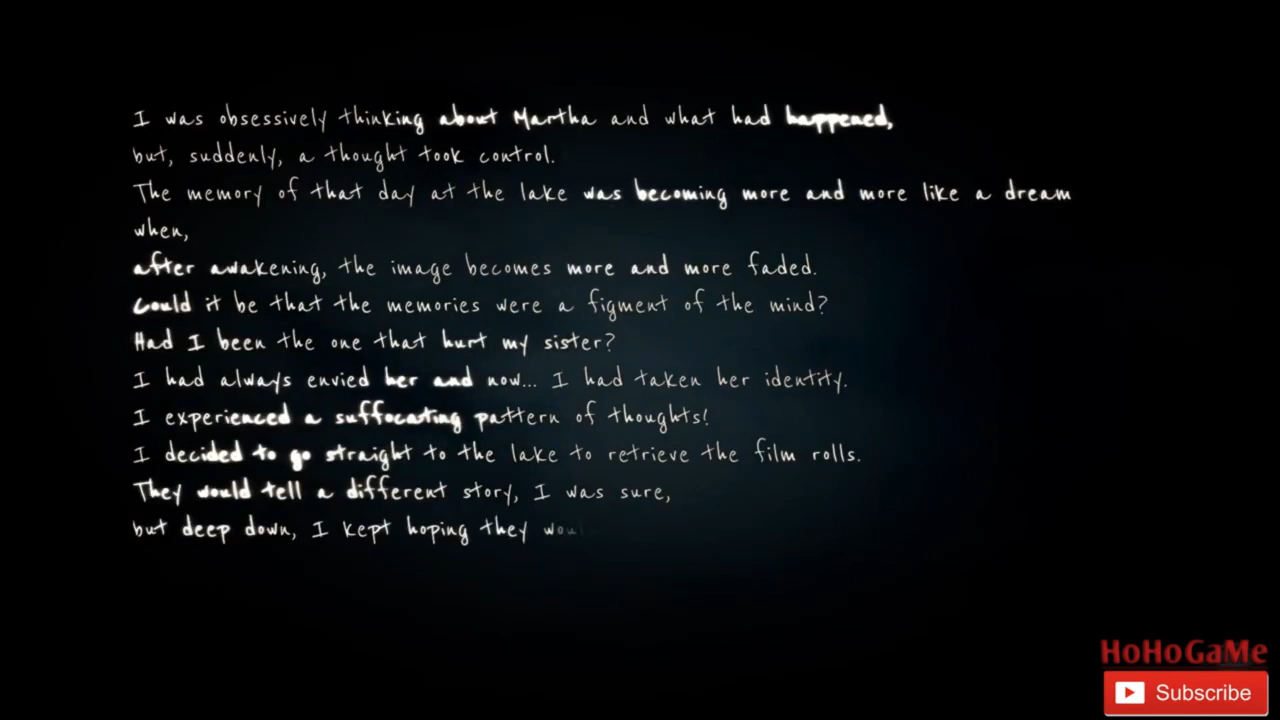 I was obsessively thinking about Martha and what had happened,
but, suddenly, a thought took control.
The memory of that day at the lake was becoming more and more like a dream
when,
after awakening, the image becomes more and more faded.
Could it be that the memories were a figment of the mind?
Had I been the one that hurt my sister?
I had always envied her and now... I had taken her identity.
I experienced a suffocating pattern of thoughts!
I decided to go straight to the lake to retrieve the film rolls.
They would tell a different story, I was sure,
but deep down, I kept hoping they woul
HoHoGaMe
Subscribe